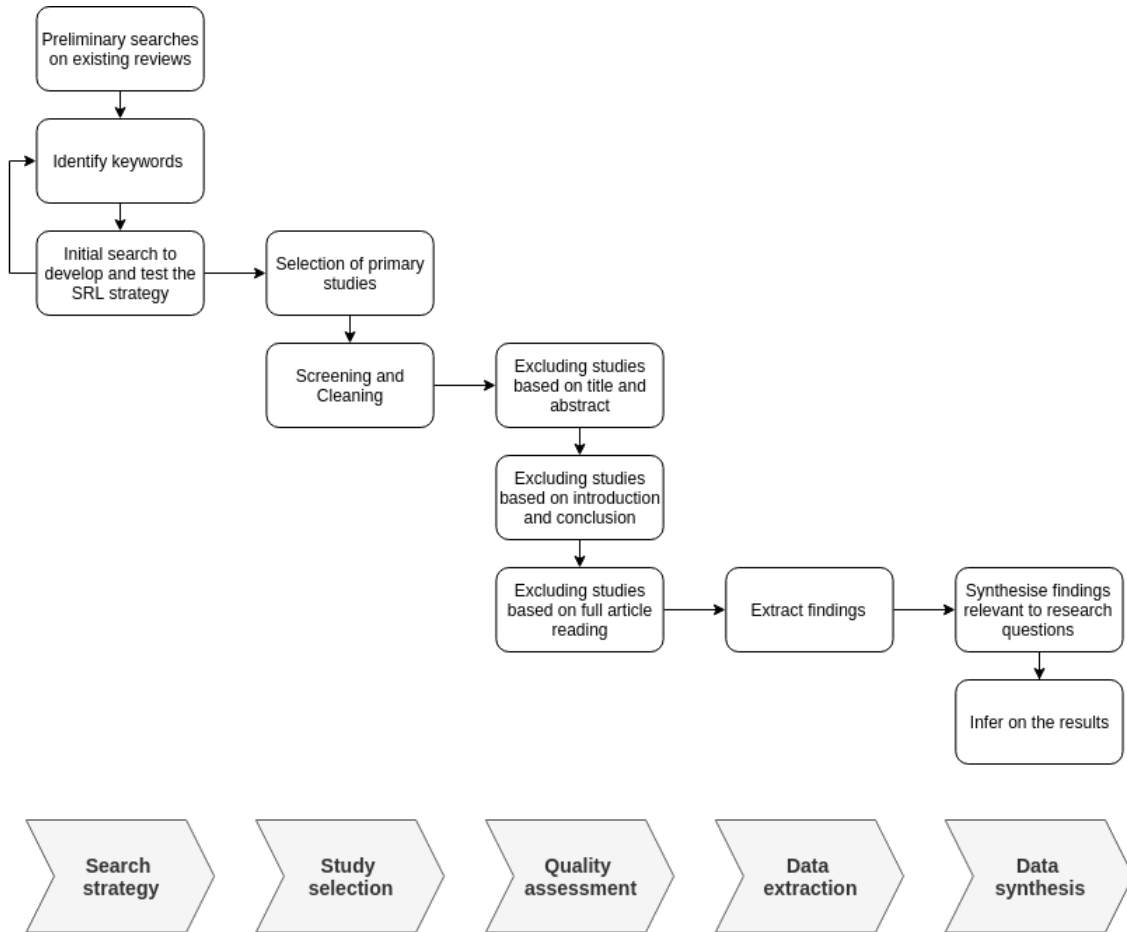 Preliminary searches
on existing reviews
Identify keywords
Initial search to
develop and test the
SRL strategy
Selection of primary
studies
Screening and
Cleaning
Excluding studies
based on title and
abstract
Excluding studies
based on introduction
and conclusion
Excluding studies
based on full article
reading
Extract findings
Synthesise findings
relevant to research
questions
Infer on the results
Search
strategy
Study
selection
Quality
assessment
Data
extraction
Data
synthesis